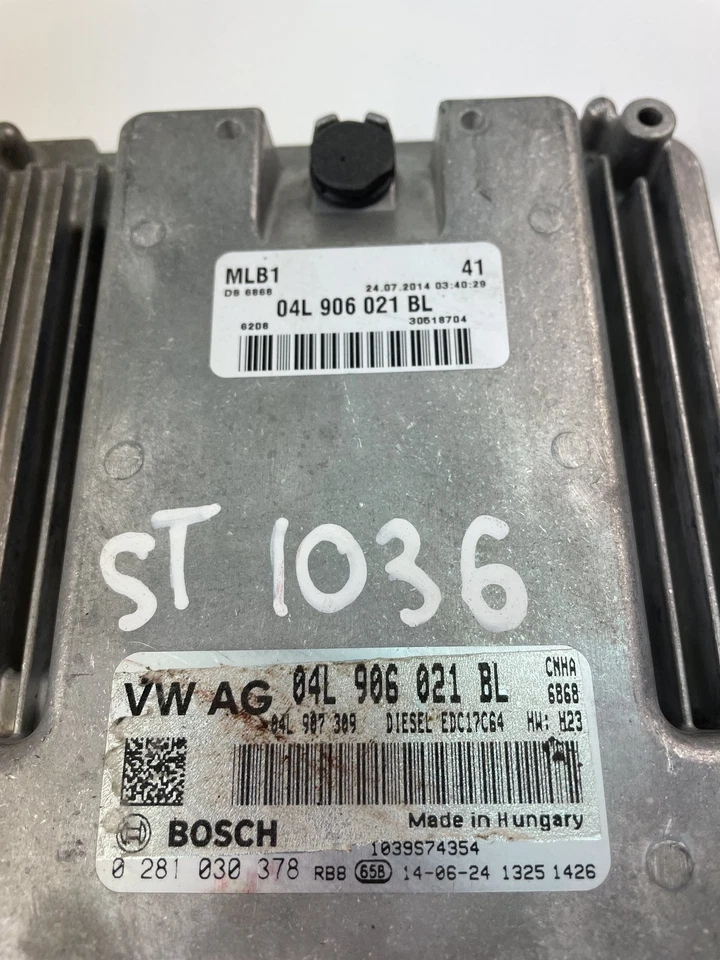 MLB1 41
DS 6868 24.07.2014 03:40:29
04L 906 021 BL
6208 30518704
ST 1036
VW AG 04L 906 021 BL CNHA
6868
04L 907 309 DIESEL EDC17C64 HW: H23
Made in Hungary
BOSCH 1039S74354
0 281 030 378 RB8 65B 14-06-24 1325 1426